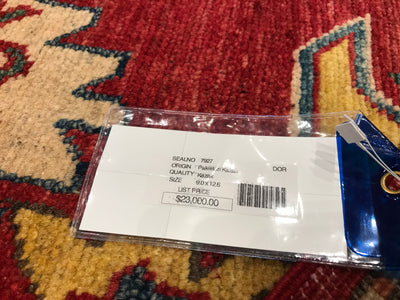 SEALNO 7927
ORIGIN Pakistan Kazak DOR
QUALITY Kazak
SIZE 9.0 X 12.6
LIST PRICE
$23,000.00